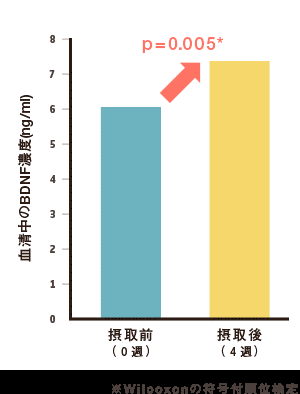 p=0.005*
血清中のBDNF濃度(ng/ml)
8
7
6
5
4
3
2
1
0
摂取前
（0週）
摂取後
（4週）
※Wilcoxonの符号付順位検定